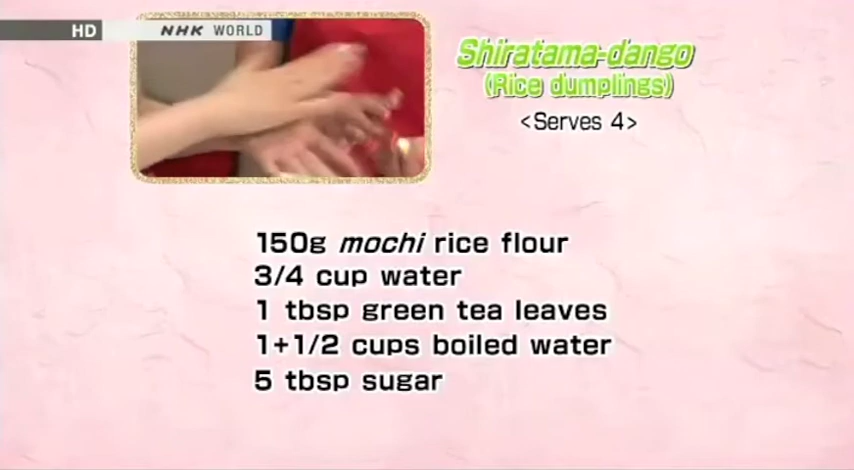 HD NHK WORLD
Shiratama-dango
(Rice dumplings)
<Serves 4>
150g mochi rice flour
3/4 cup water
1 tbsp green tea leaves
1+1/2 cups boiled water
5 tbsp sugar